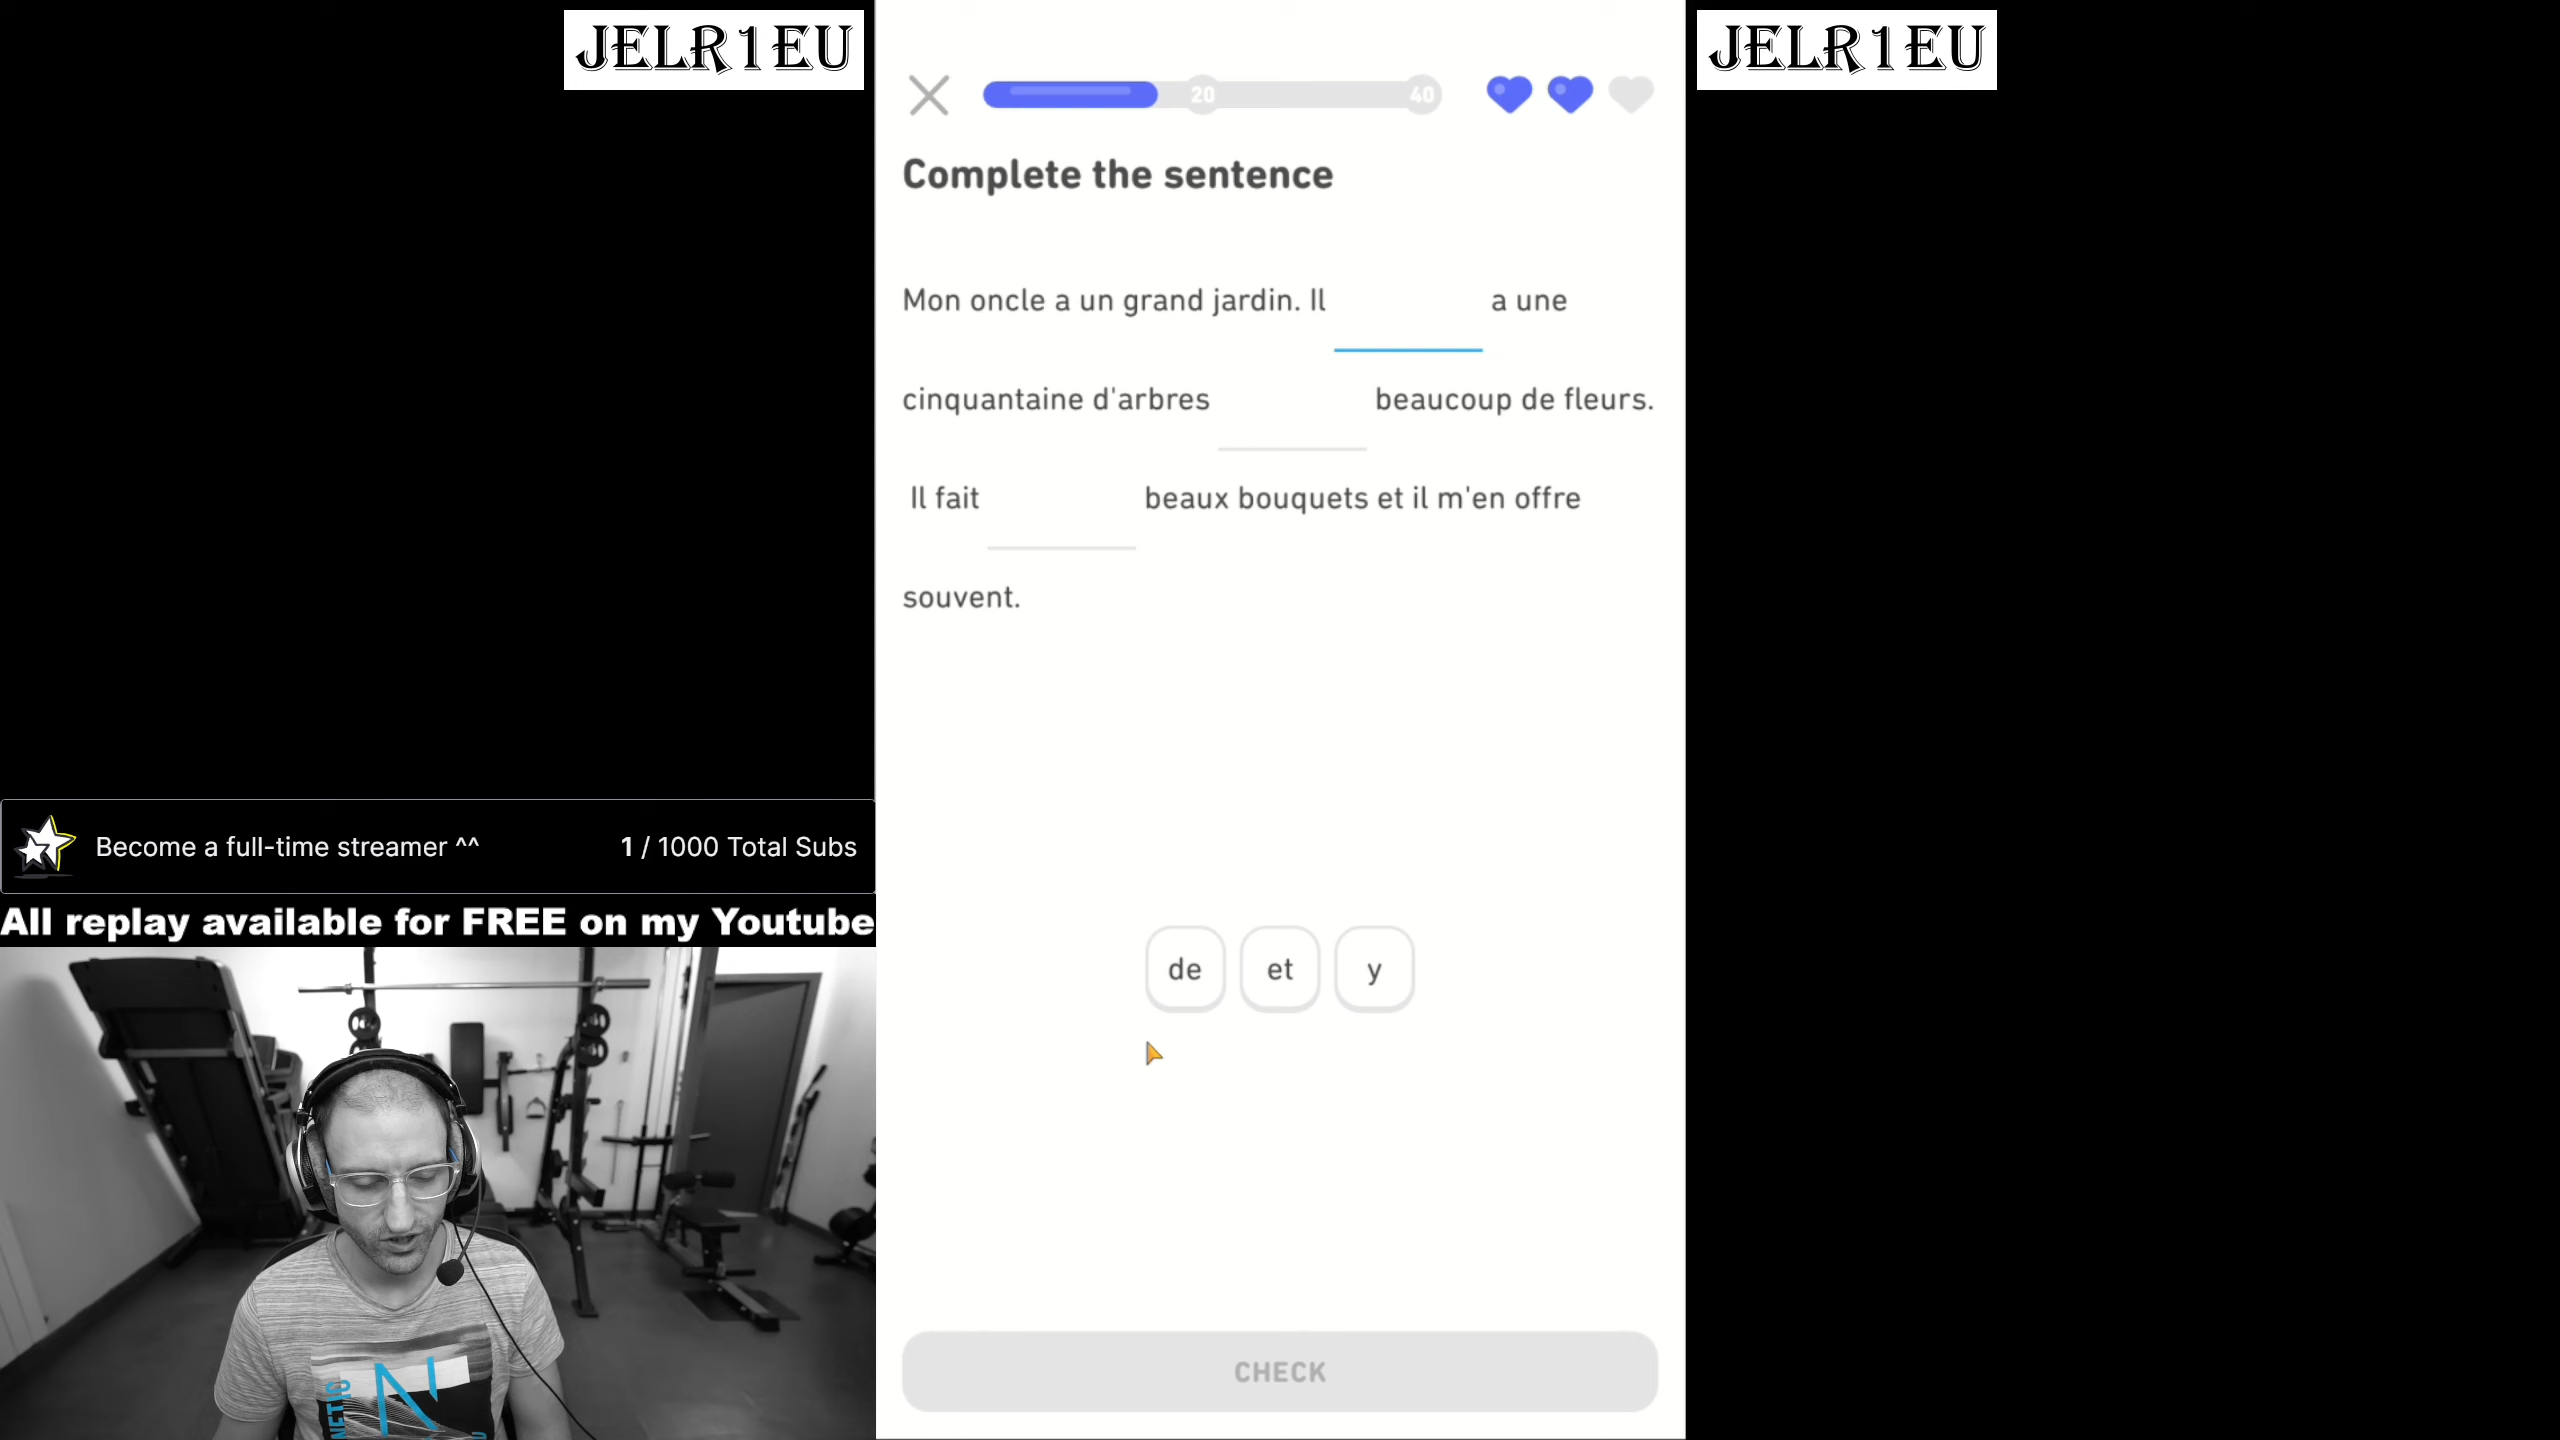 JELR1EU
JELR1EU
20
40
Complete the sentence
Mon oncle a un grand jardin. Il a une
cinquantaine d'arbres beaucoup de fleurs.
Il fait beaux bouquets et il m'en offre
souvent.
de et y
CHECK
Become a full-time streamer ^^ 1 / 1000 Total Subs
All replay available for FREE on my Youtube
NETIC
N